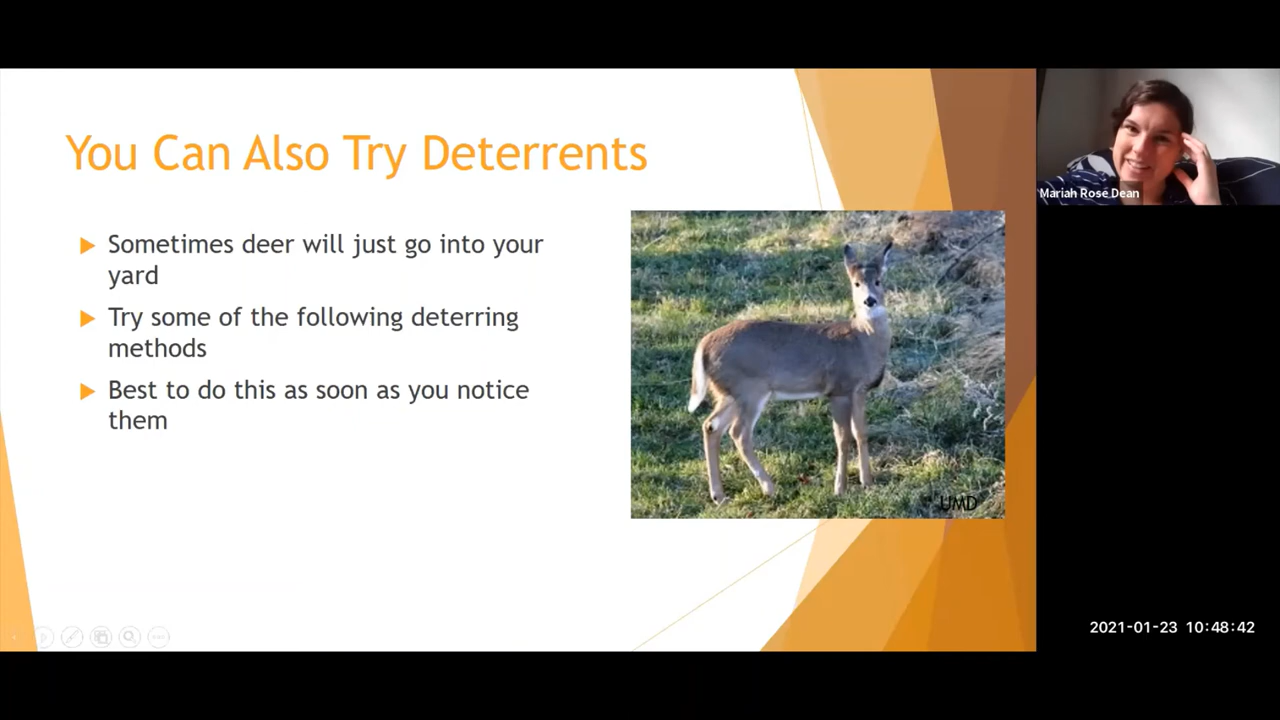 You Can Also Try Deterrents
Sometimes deer will just go into your
yard
Try some of the following deterring
methods
Best to do this as soon as you notice
them
UMD
Mariah Rose Dean
2021-01-23 10:48:42